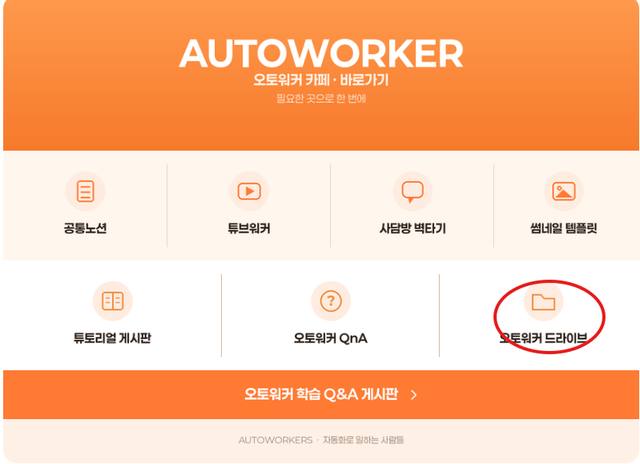 AUTOWORKER
오토워커 카페 · 바로가기
필요한 곳으로 한 번에
공통노션
튜브워커
사담방 벽타기
썸네일 템플릿
튜토리얼 게시판
오토워커 QnA
오토워커 드라이브
오토워커 학습 Q&A 게시판 >
AUTOWORKERS · 자동화로 일하는 사람들